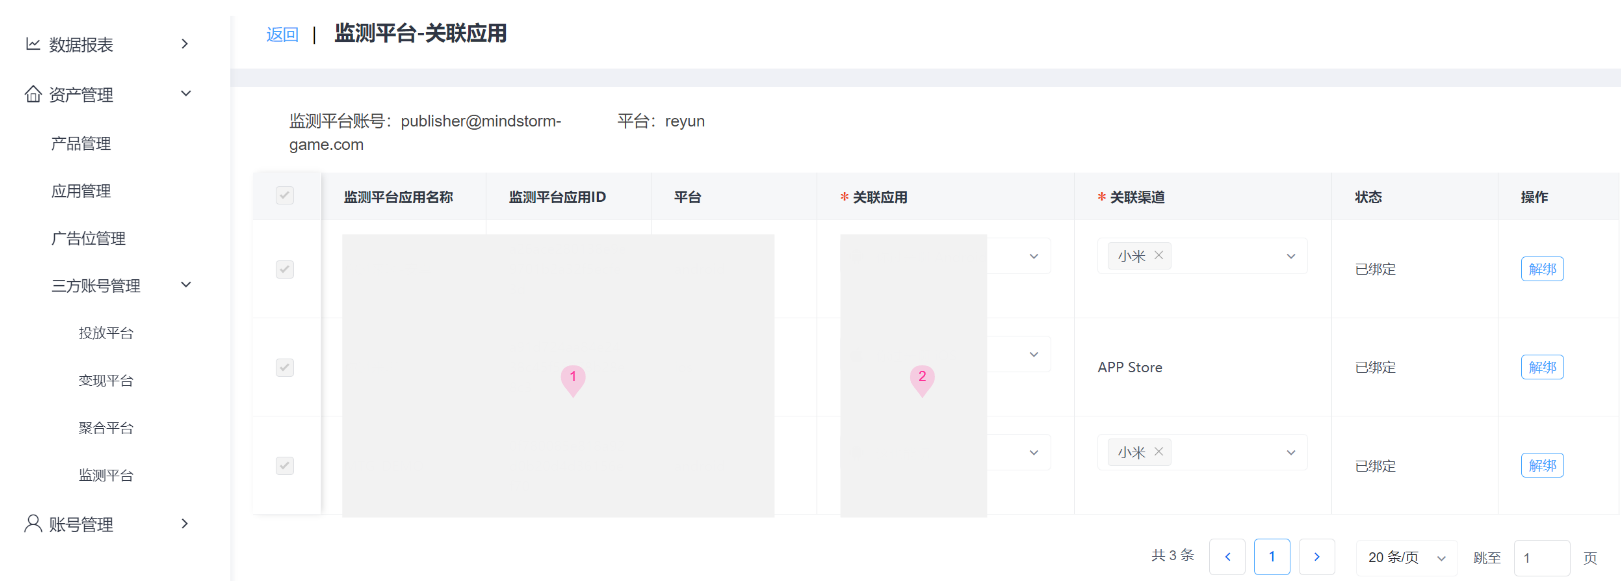 数据报表
资产管理
产品管理
应用管理
广告位管理
三方账号管理
投放平台
变现平台
聚合平台
监测平台
账号管理
返回 | 监测平台-关联应用
监测平台账号：publisher@mindstorm-
game.com
平台：reyun
监测平台应用名称 监测平台应用ID 平台 * 关联应用 * 关联渠道 状态 操作
小米 × 已绑定 解绑
1 2 APP Store 已绑定 解绑
小米 × 已绑定 解绑
共 3 条 < 1 > 20 条/页 跳至 1 页